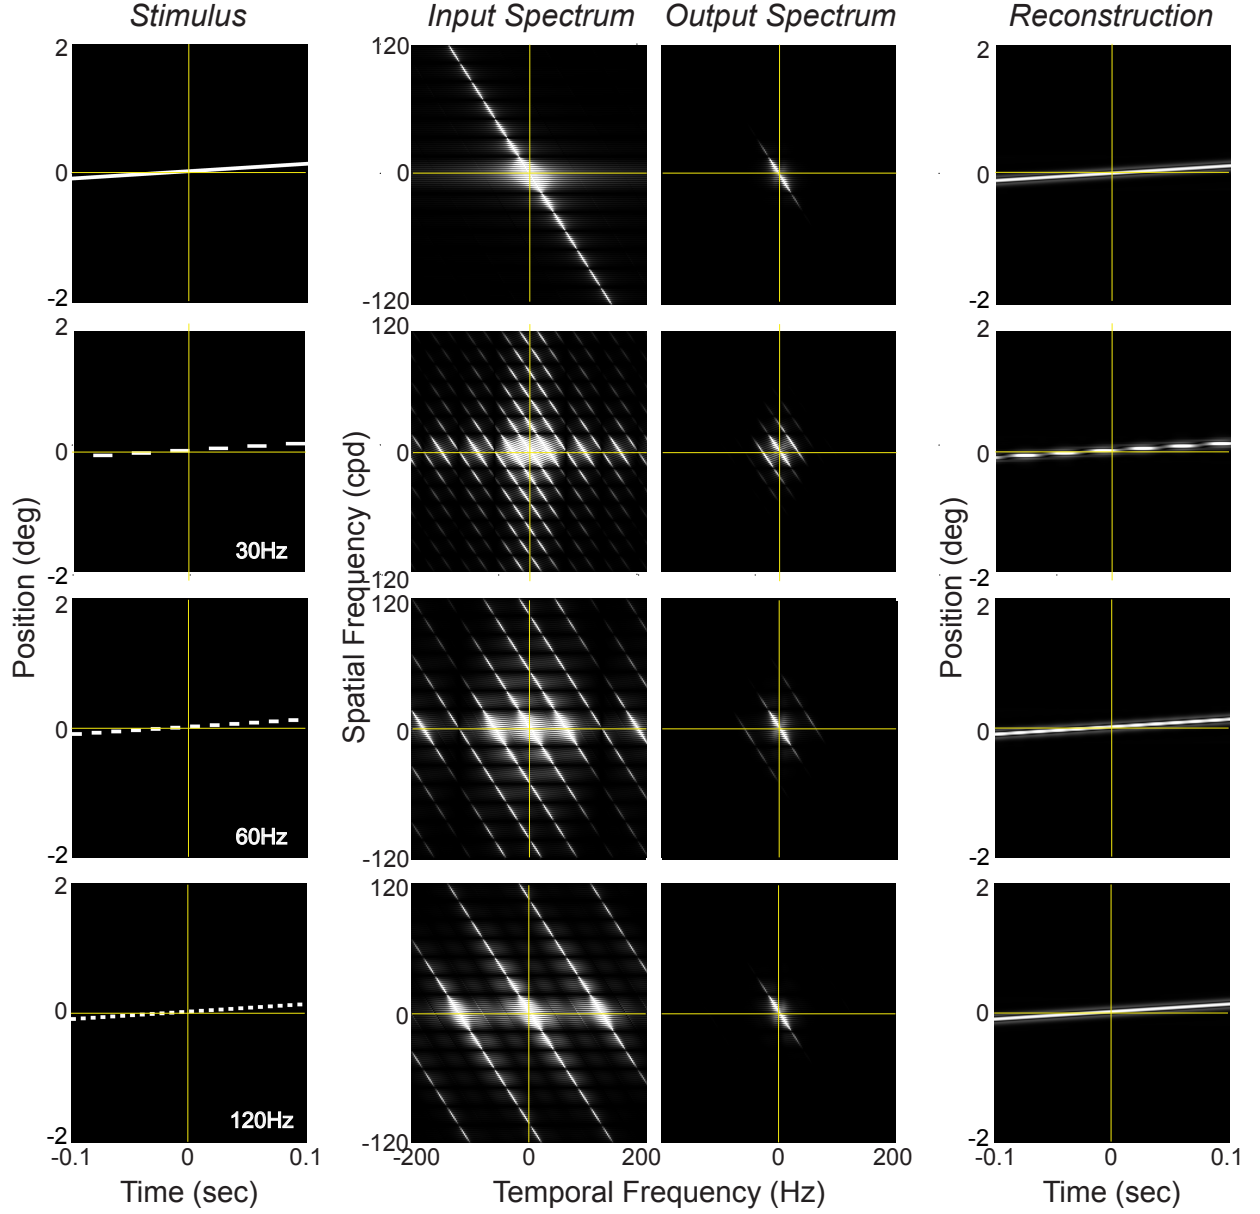 Stimulus Input Spectrum Output Spectrum Reconstruction
2 120 2
0 0 0
-2 -120 -2
2 120 2
0 0 0
30Hz
-2 -120 -2
2 120 2
0 0 0
60Hz
-2 -120 -2
2 120 2
0 0 0
120Hz
-2 -120 -2
-0.1 0 0.1 -200 0 200 0 200 -0.1 0 0.1
Time (sec) Temporal Frequency (Hz) Time (sec)
Position (deg)
Spatial Frequency (cpd)
Position (deg)